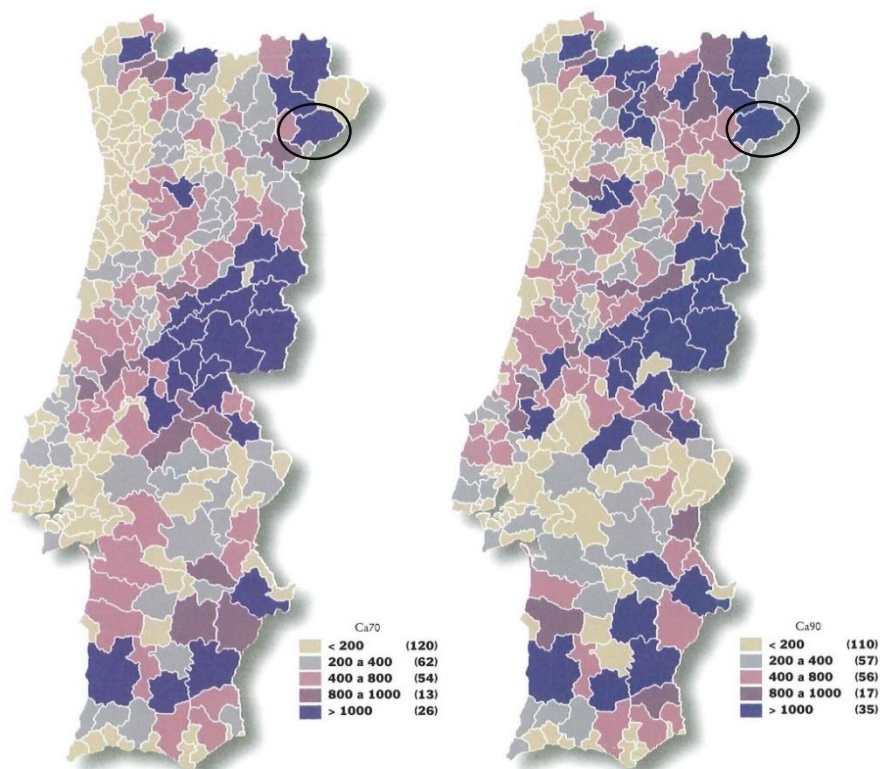 Ca70
< 200 (120)
200 a 400 (62)
400 a 800 (54)
800 a 1000 (13)
> 1000 (26)
Ca90
< 200 (110)
200 a 400 (57)
400 a 800 (56)
800 a 1000 (17)
> 1000 (35)